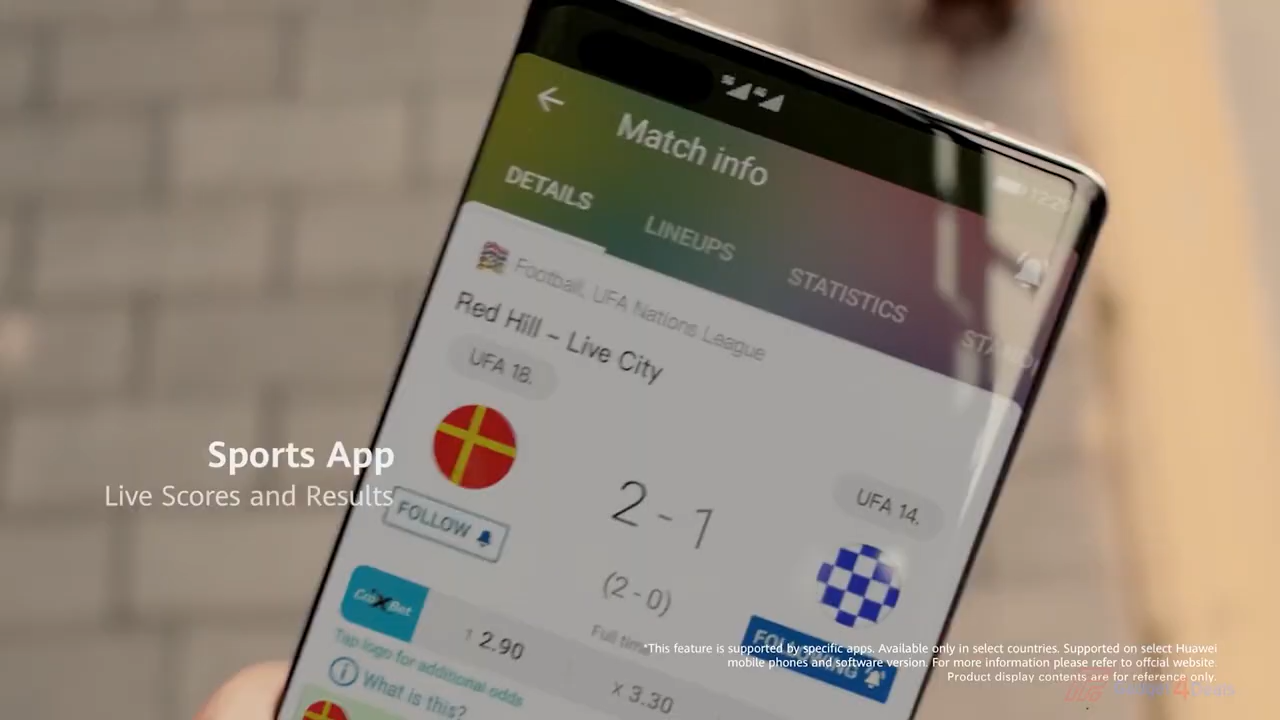 Match info
DETAILS
LINEUPS
STATISTICS
Football, UFA Nations League
Red Hill – Live City
UFA 18.
Sports App
Live Scores and Results
FOLLOW
2 - 1
UFA 14.
(2-0)
Full time
FOLLOWING
1 2.90
x 3.30
Tap logo for additional odds
What is this?
*This feature is supported by specific apps. Available only in select countries. Supported on select Huawei
mobile phones and software version. For more information please refer to offcial website.
Product display contents are for reference only.